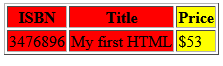 ISBN Title Price
3476896 My first HTML $53